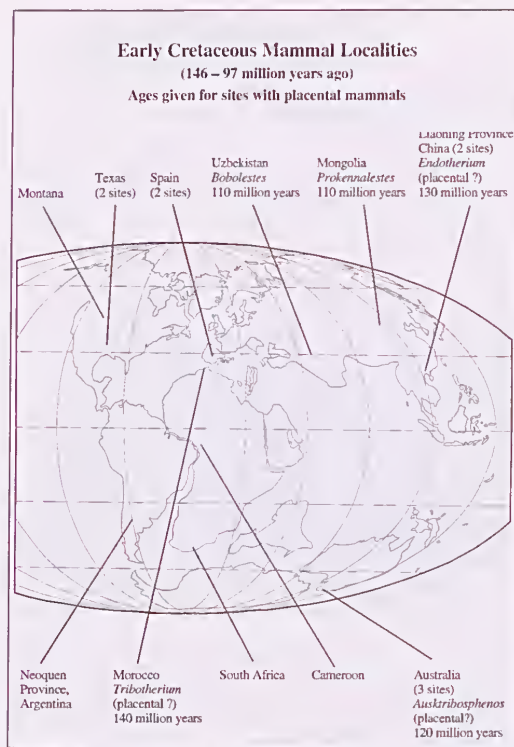 Early Cretaceous Mammal Localities
(146 – 97 million years ago)
Ages given for sites with placental mammals
Montana
Texas
(2 sites)
Spain
(2 sites)
Uzbekistan
Bobolestes
110 million years
Mongolia
Prokennalestes
110 million years
Liaoning Province
China (2 sites)
Endotherium
(placental ?)
130 million years
Neoquen
Province,
Argentina
Morocco
Tribotherium
(placental ?)
140 million years
South Africa
Cameroon
Australia
(3 sites)
Ausktribosphenos
(placental?)
120 million years